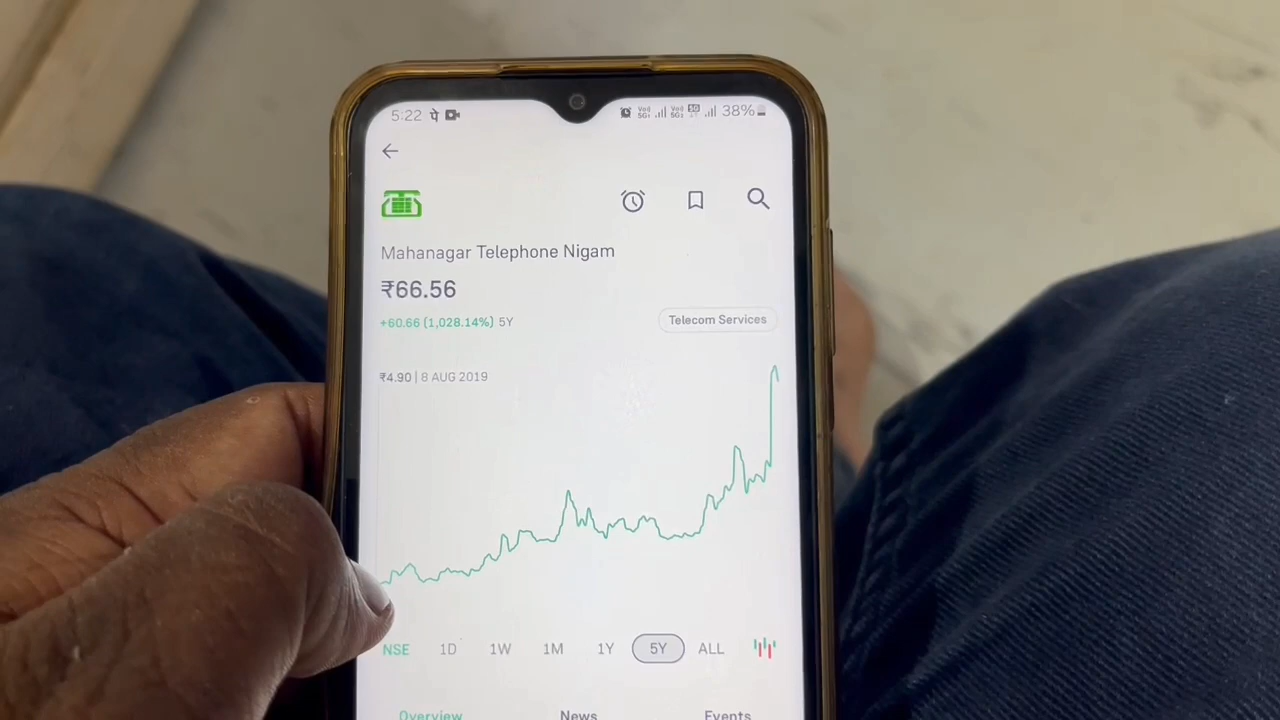 5:22 पे 38%
Mahanagar Telephone Nigam
₹66.56
+60.66 (1,028.14%) 5Y
Telecom Services
₹4.90 | 8 AUG 2019
NSE 1D 1W 1M 1Y 5Y ALL
Overview News Events